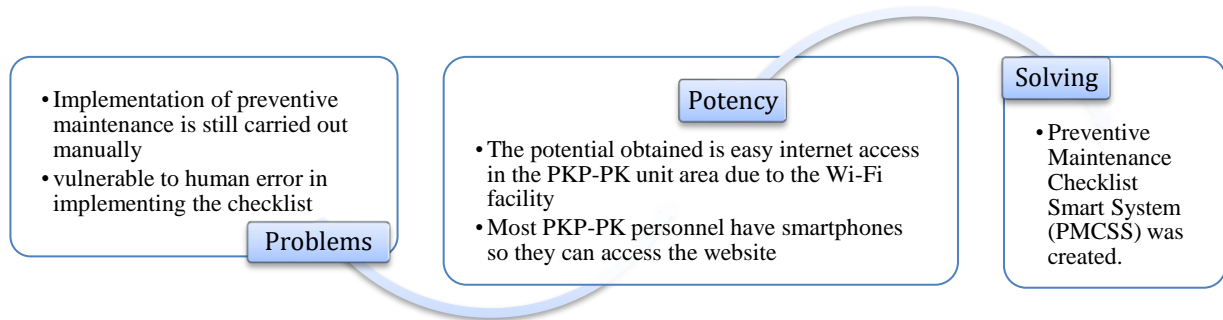 • Implementation of preventive
maintenance is still carried out
manually
• vulnerable to human error in
implementing the checklist
Problems
Potency
• The potential obtained is easy internet access
in the PKP-PK unit area due to the Wi-Fi
facility
• Most PKP-PK personnel have smartphones
so they can access the website
Solving
• Preventive
Maintenance
Checklist
Smart System
(PMCSS) was
created.